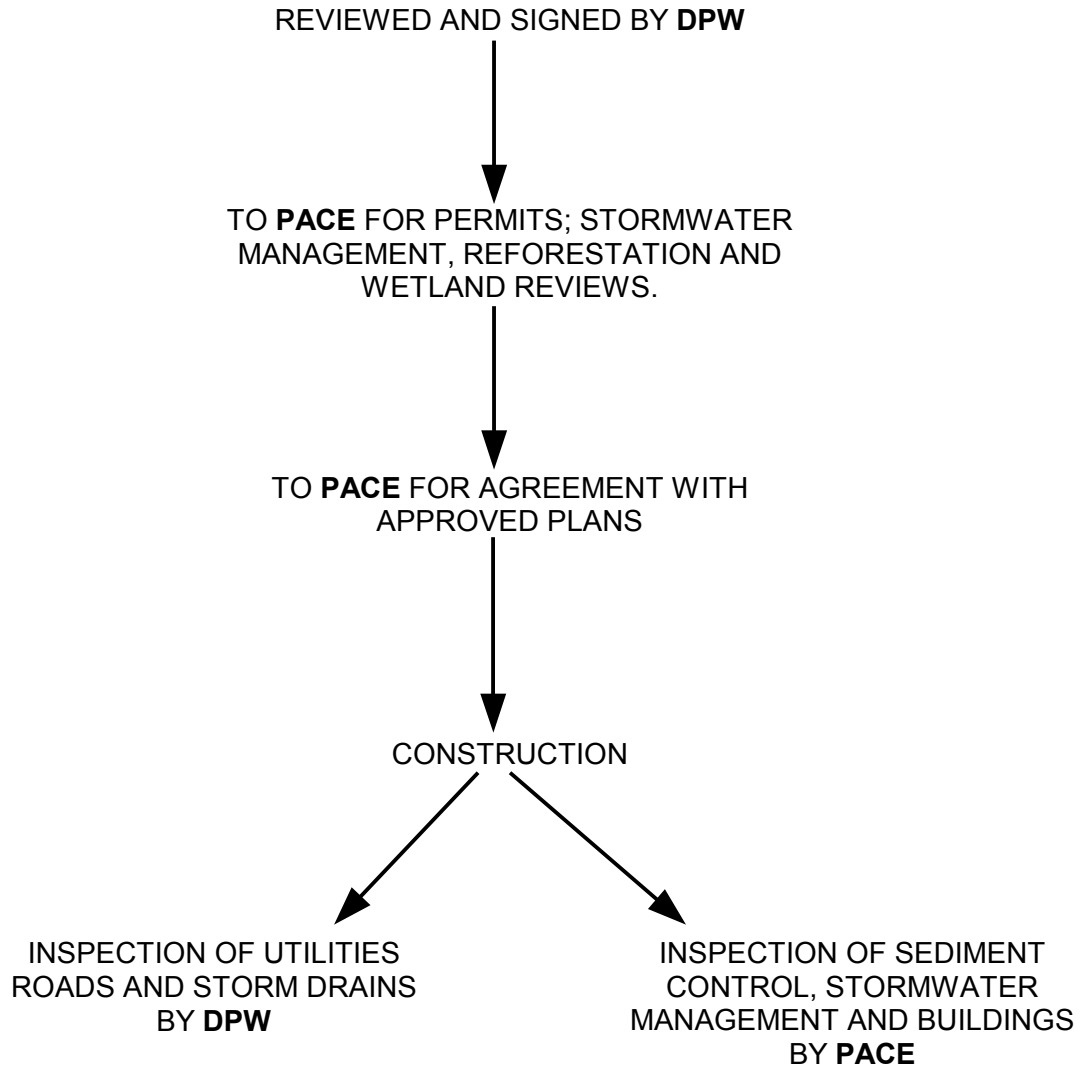 REVIEWED AND SIGNED BY DPW
TO PACE FOR PERMITS; STORMWATER
MANAGEMENT, REFORESTATION AND
WETLAND REVIEWS.
TO PACE FOR AGREEMENT WITH
APPROVED PLANS
CONSTRUCTION
INSPECTION OF UTILITIES
ROADS AND STORM DRAINS
BY DPW
INSPECTION OF SEDIMENT
CONTROL, STORMWATER
MANAGEMENT AND BUILDINGS
BY PACE